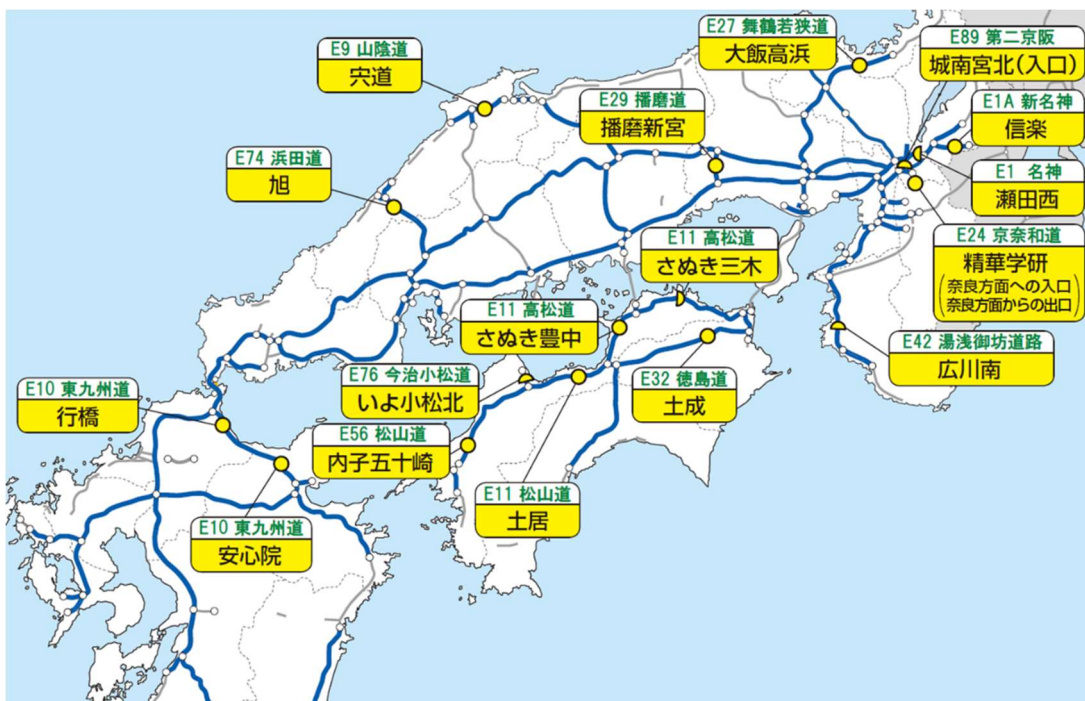 E27 舞鶴若狭道
大飯高浜
E89 第二京阪
城南宮北(入口)
E9 山陰道
宍道
E29 播磨道
播磨新宮
E1A 新名神
信楽
E74 浜田道
旭
E1 名神
瀬田西
E11 高松道
さぬき三木
E24 京奈和道
精華学研
(奈良方面への入口
奈良方面からの出口)
E11 高松道
さぬき豊中
E42 湯浅御坊道路
広川南
E76 今治小松道
いよ小松北
E32 徳島道
土成
E10 東九州道
行橋
E56 松山道
内子五十崎
E11 松山道
土居
E10 東九州道
安心院